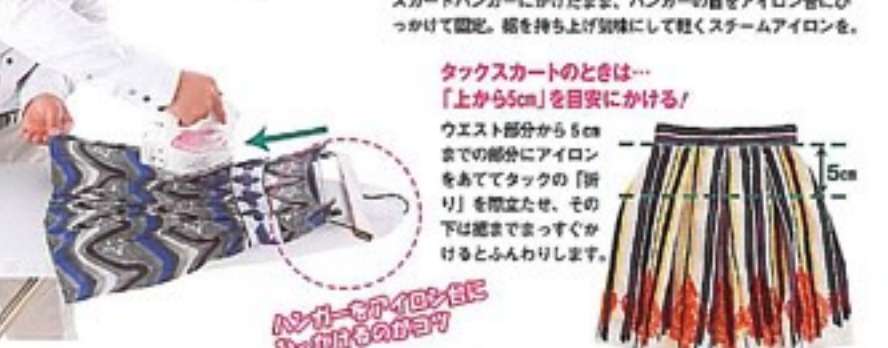 スカートハンガーにかけたまま、ハンガーの首をアイロン台にひ
っかけて固定。裾を持ち上げ気味にして軽くスチームアイロンを。
タックスカートのときは…
「上から5cm」を目安にかける!
ウエスト部分から5cm
までの部分にアイロン
をあててタックの「折
り」を際立たせ、その
下は裾までまっすぐか
けるとふんわりします。
5cm
ハンガーをアイロン台に
ひっかけるのがコツ